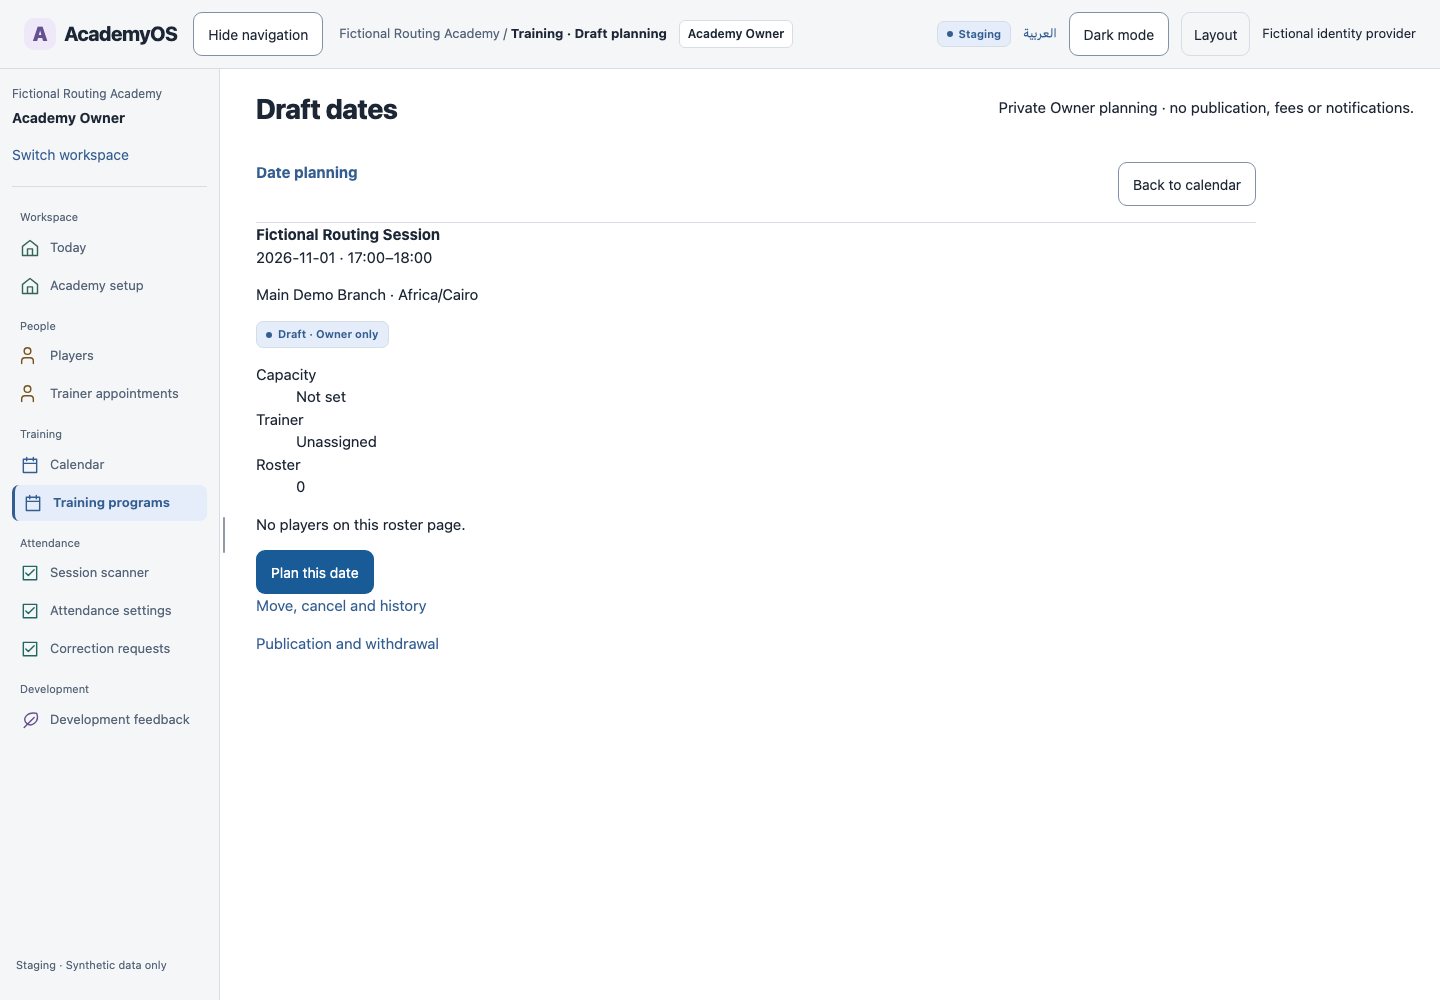 A AcademyOS
Hide navigation
Fictional Routing Academy / Training · Draft planning
Academy Owner
Staging
العربية
Dark mode
Layout
Fictional identity provider
Fictional Routing Academy
Academy Owner
Switch workspace
Workspace
Today
Academy setup
People
Players
Trainer appointments
Training
Calendar
Training programs
Attendance
Session scanner
Attendance settings
Correction requests
Development
Development feedback
Staging · Synthetic data only
Draft dates
Private Owner planning · no publication, fees or notifications.
Date planning
Back to calendar
Fictional Routing Session
2026-11-01 · 17:00–18:00
Main Demo Branch · Africa/Cairo
Draft · Owner only
Capacity
Not set
Trainer
Unassigned
Roster
0
No players on this roster page.
Plan this date
Move, cancel and history
Publication and withdrawal